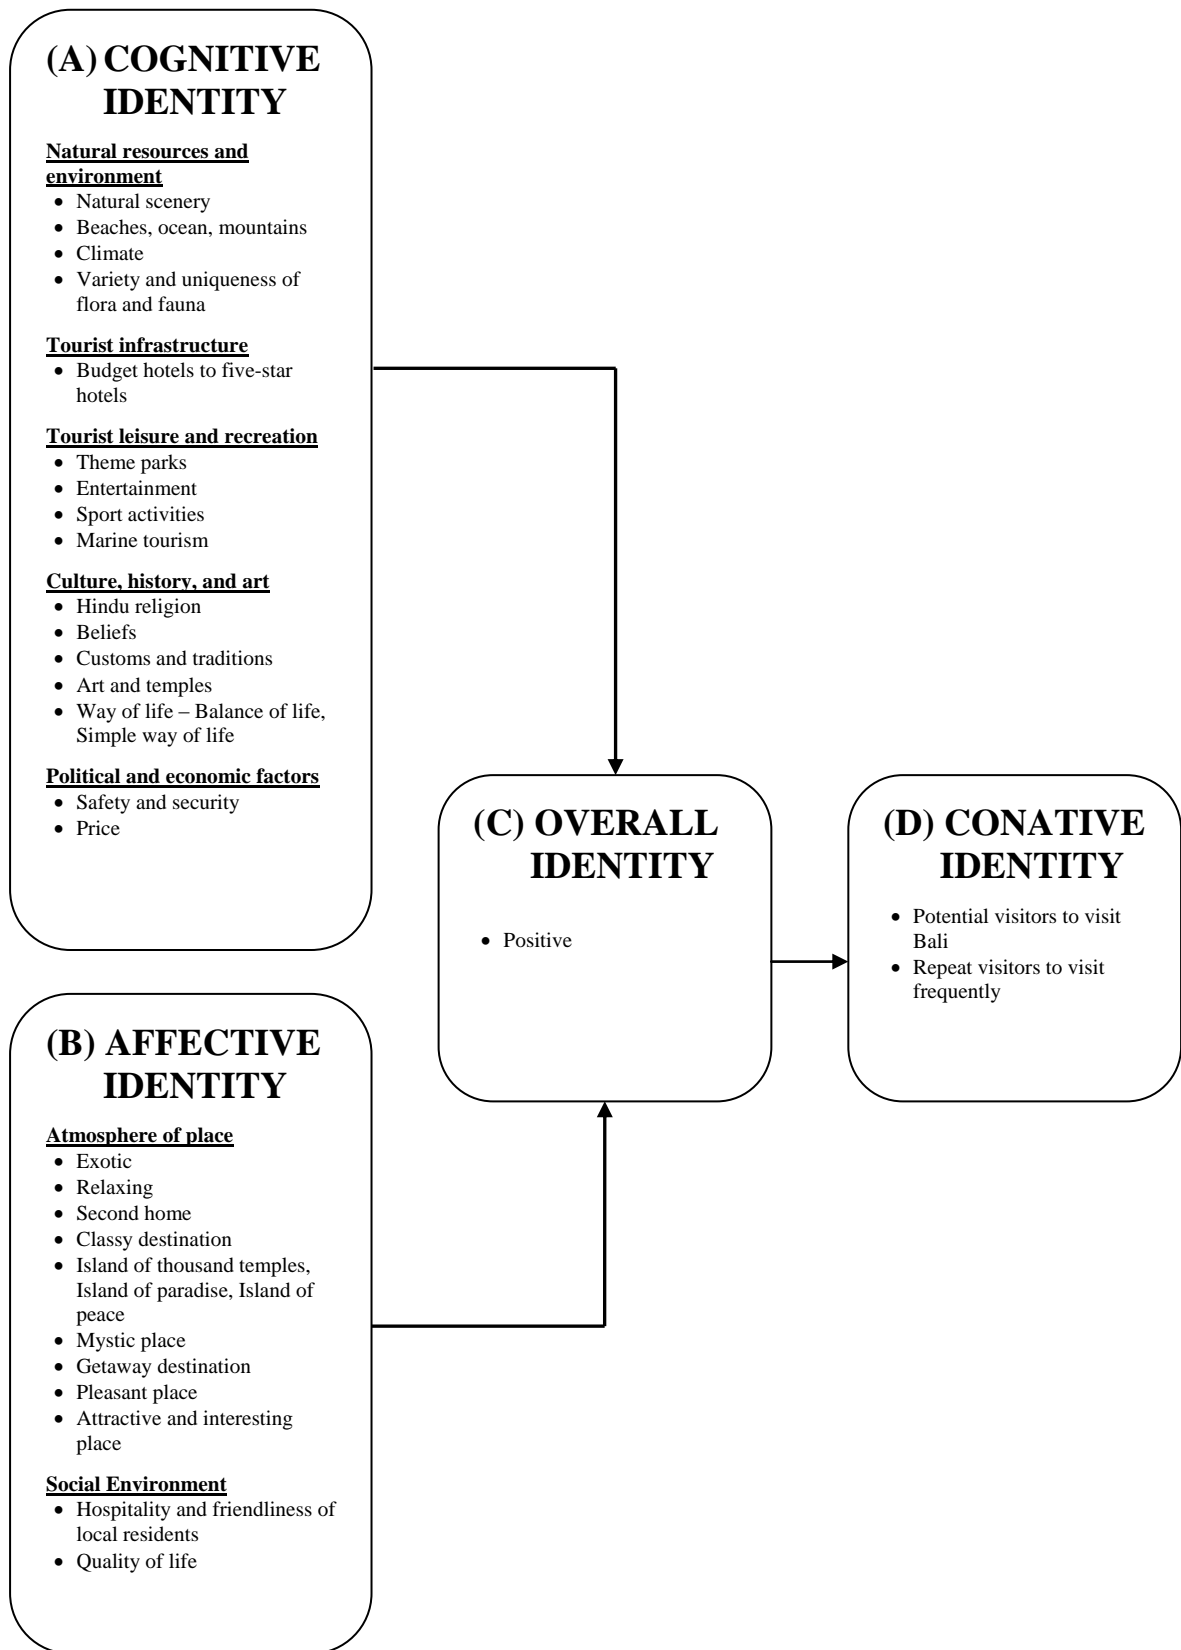 (A) COGNITIVE
IDENTITY
Natural resources and
environment
• Natural scenery
• Beaches, ocean, mountains
• Climate
• Variety and uniqueness of
flora and fauna
Tourist infrastructure
• Budget hotels to five-star
hotels
Tourist leisure and recreation
• Theme parks
• Entertainment
• Sport activities
• Marine tourism
Culture, history, and art
• Hindu religion
• Beliefs
• Customs and traditions
• Art and temples
• Way of life – Balance of life,
Simple way of life
Political and economic factors
• Safety and security
• Price
(B) AFFECTIVE
IDENTITY
Atmosphere of place
• Exotic
• Relaxing
• Second home
• Classy destination
• Island of thousand temples,
Island of paradise, Island of
peace
• Mystic place
• Getaway destination
• Pleasant place
• Attractive and interesting
place
Social Environment
• Hospitality and friendliness of
local residents
• Quality of life
(C) OVERALL
IDENTITY
• Positive
(D) CONATIVE
IDENTITY
• Potential visitors to visit
Bali
• Repeat visitors to visit
frequently